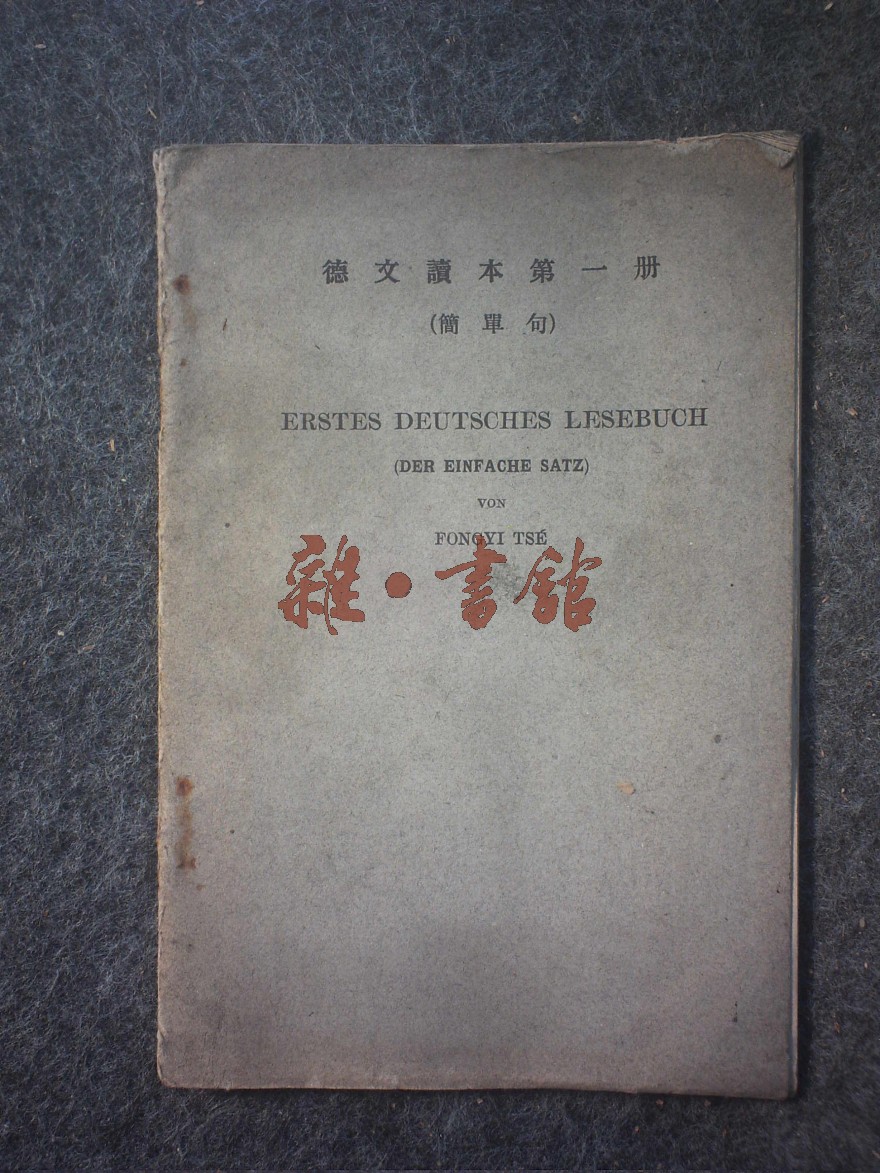 德文讀本第一册
(簡單句)
ERSTES DEUTSCHES LESEBUCH
(DER EINFACHE SATZ)
VON
FONGYI TSÉ
雜·書館